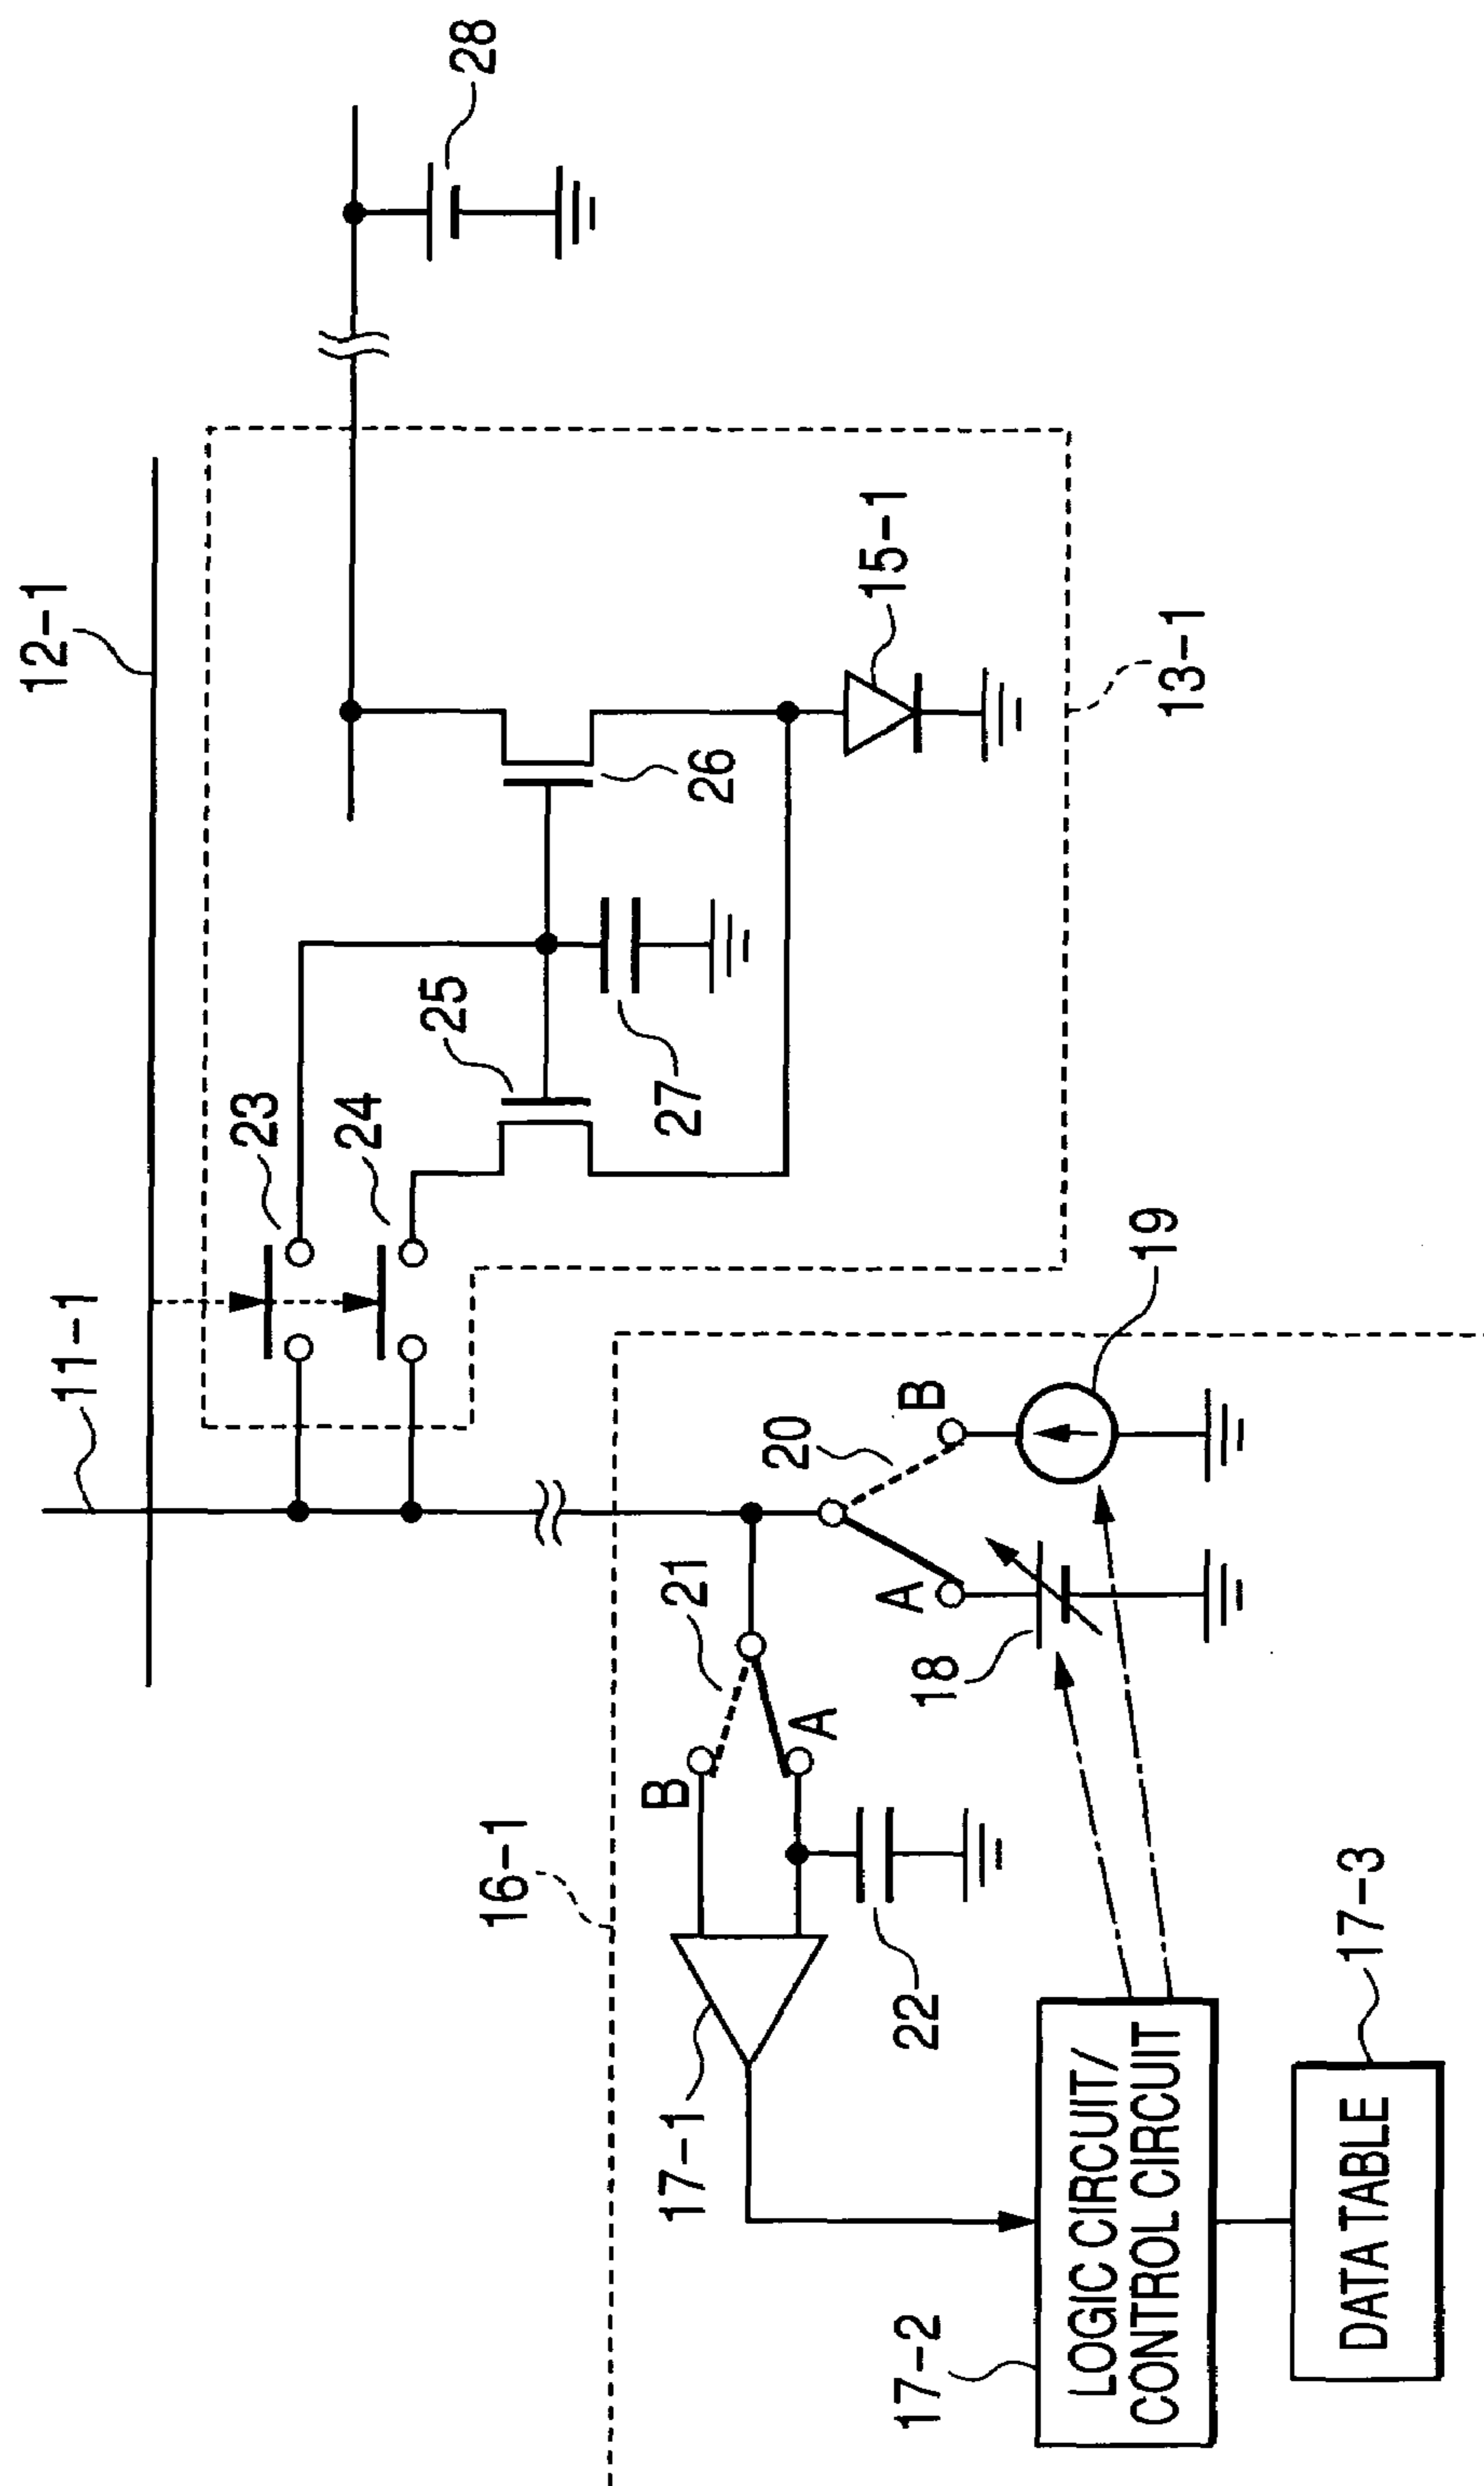 12-1
11-1
28
23
24
25
26
27
15-1
13-1
16-1
21
B
A
20
A
B
18
19
17-1
22
17-2
LOGIC CIRCUIT/
CONTROL CIRCUIT
DATA TABLE
17-3